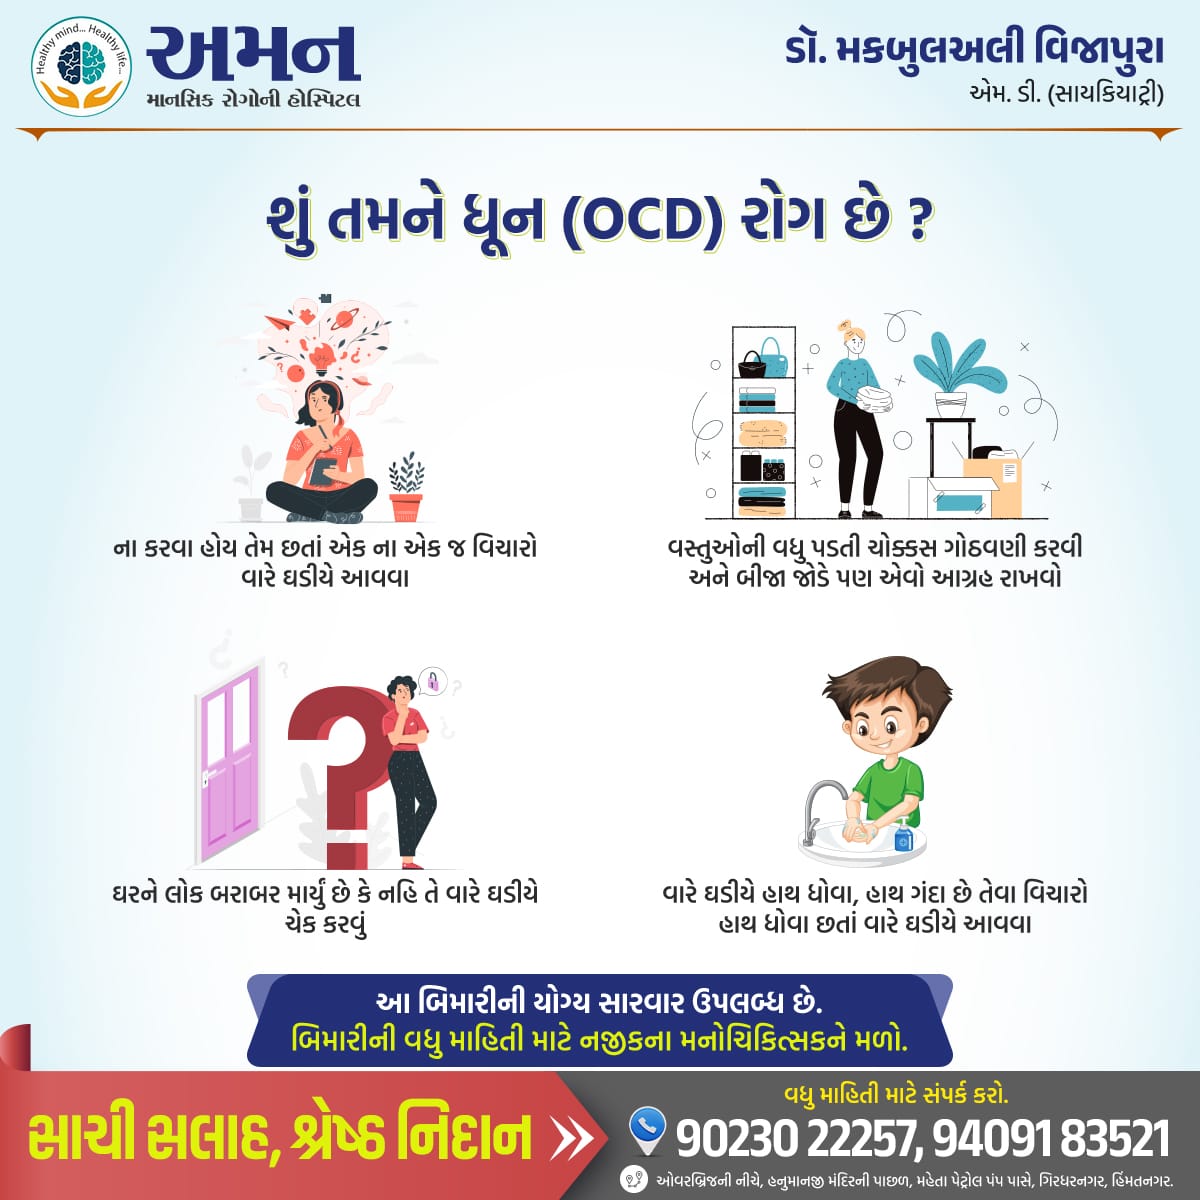 Healthy mind... Healthy life...
અમન
માનસિક રોગોની હોસ્પિટલ
ડૉ. મકબુલઅલી વિજાપુરા
એમ. ડી. (સાયકિયાટ્રી)
શું તમને ધૂન (OCD) રોગ છે ?
ના કરવા હોય તેમ છતાં એક ના એક જ વિચારો
વારે ઘડીયે આવવા
વસ્તુઓની વધુ પડતી ચોક્કસ ગોઠવણી કરવી
અને બીજા જોડે પણ એવો આગ્રહ રાખવો
ઘરને લોક બરાબર માર્યું છે કે નહિ તે વારે ઘડીયે
ચેક કરવું
વારે ઘડીયે હાથ ધોવા, હાથ ગંદા છે તેવા વિચારો
હાથ ધોવા છતાં વારે ઘડીયે આવવા
આ બિમારીની યોગ્ય સારવાર ઉપલબ્ધ છે.
બિમારીની વધુ માહિતી માટે નજીકના મનોચિકિત્સકને મળો.
સાચી સલાહ, શ્રેષ્ઠ નિદાન
વધુ માહિતી માટે સંપર્ક કરો.
90230 22257, 94091 83521
ઓવરબ્રિજની નીચે, હનુમાનજી મંદિરની પાછળ, મહેતા પેટ્રોલ પંપ પાસે, ગિરધરનગર, હિંમતનગર.